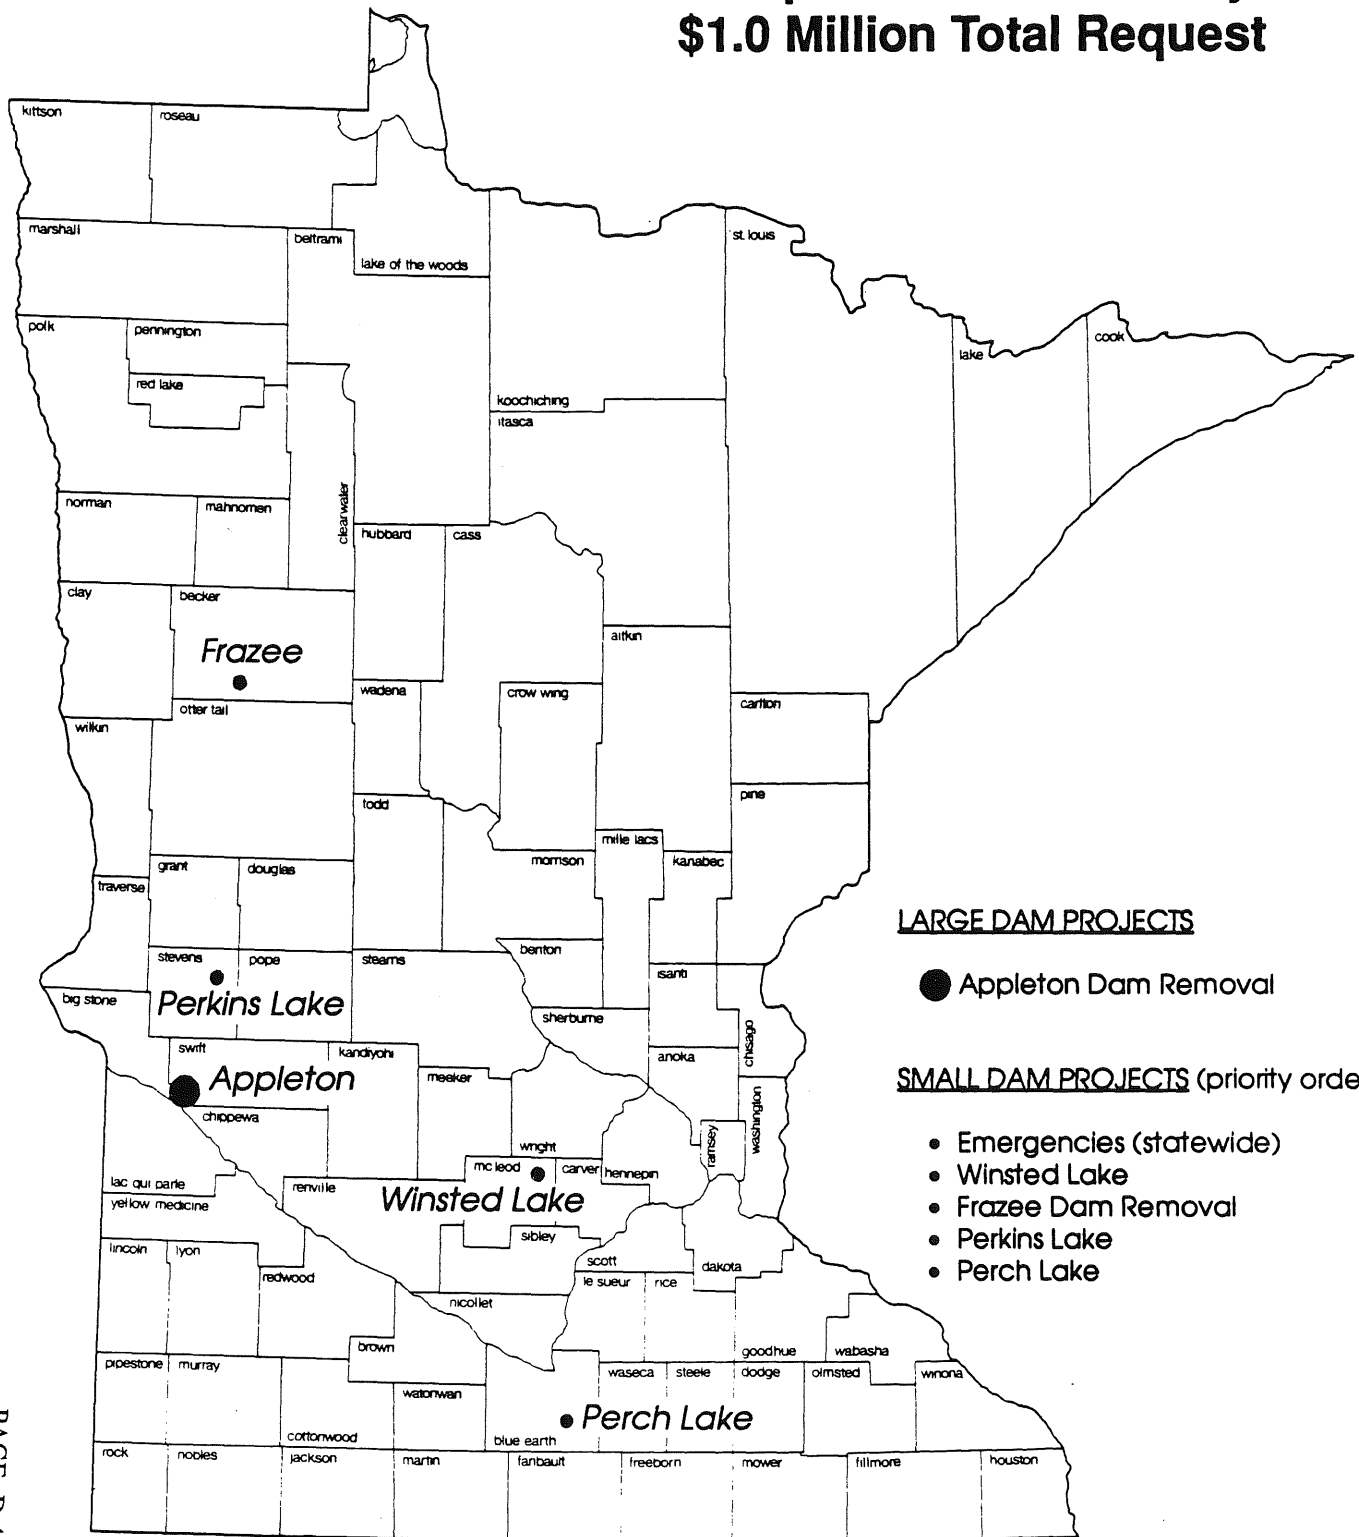 $1.0 Million Total Request
kittson
roseau
marshall
beltrami
lake of the woods
st. louis
polk
pennington
red lake
lake
cook
koochiching
itasca
norman
mahnomen
clearwater
hubbard
cass
clay
becker
Frazee
aitkin
wadena
crow wing
carlton
otter tail
wilkin
todd
pine
mille lacs
morrison
kanabec
grant
douglas
traverse
LARGE DAM PROJECTS
Appleton Dam Removal
benton
stevens
pope
stearns
isanti
big stone
Perkins Lake
sherburne
chisago
swift
kandiyohi
anoka
Appleton
meeker
SMALL DAM PROJECTS (priority orde
chippewa
washington
ramsey
wright
Emergencies (statewide)
Winsted Lake
Frazee Dam Removal
Perkins Lake
Perch Lake
mc leod
carver
hennepin
lac qui parle
renville
Winsted Lake
yellow medicine
lincoln
lyon
sibley
scott
dakota
redwood
le sueur
rice
nicollet
brown
goodhue
wabasha
pipestone
murray
waseca
steele
dodge
olmsted
winona
watonwan
Perch Lake
cottonwood
blue earth
rock
nobles
jackson
martin
faribault
freeborn
mower
fillmore
houston